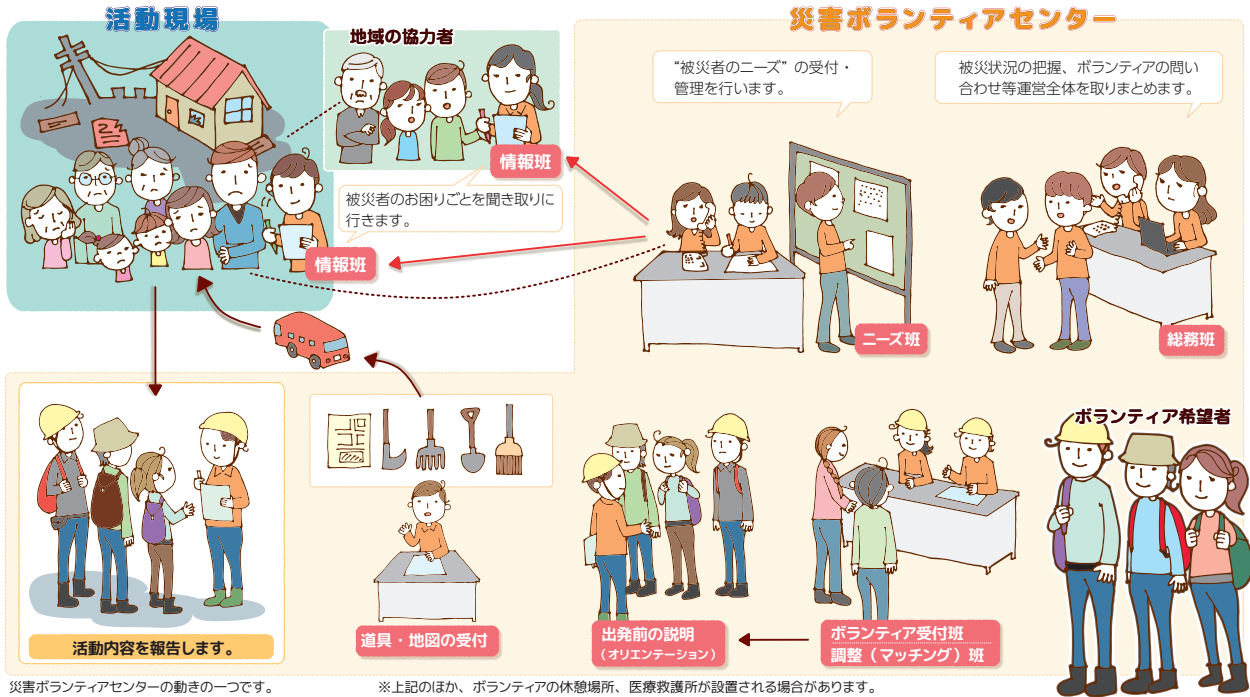 活動現場
災害ボランティアセンター
地域の協力者
“被災者のニーズ”の受付・
管理を行います。
被災状況の把握、ボランティアの問い
合わせ等運営全体を取りまとめます。
情報班
被災者のお困りごとを聞き取りに
行きます。
情報班
ニーズ班
総務班
ボランティア希望者
活動内容を報告します。
道具・地図の受付
出発前の説明
（オリエンテーション）
ボランティア受付班
調整（マッチング）班
災害ボランティアセンターの動きの一つです。
※上記のほか、ボランティアの休憩場所、医療救護所が設置される場合があります。